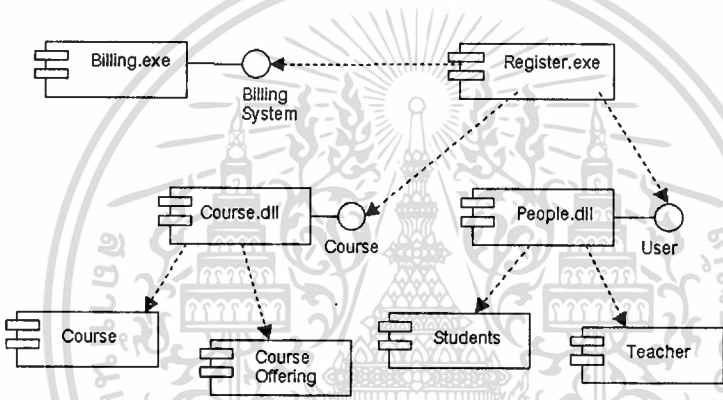 Billing.exe
Billing
System
Register.exe
Course.dll
Course
People.dll
User
Course
Course
Offering
Students
Teacher